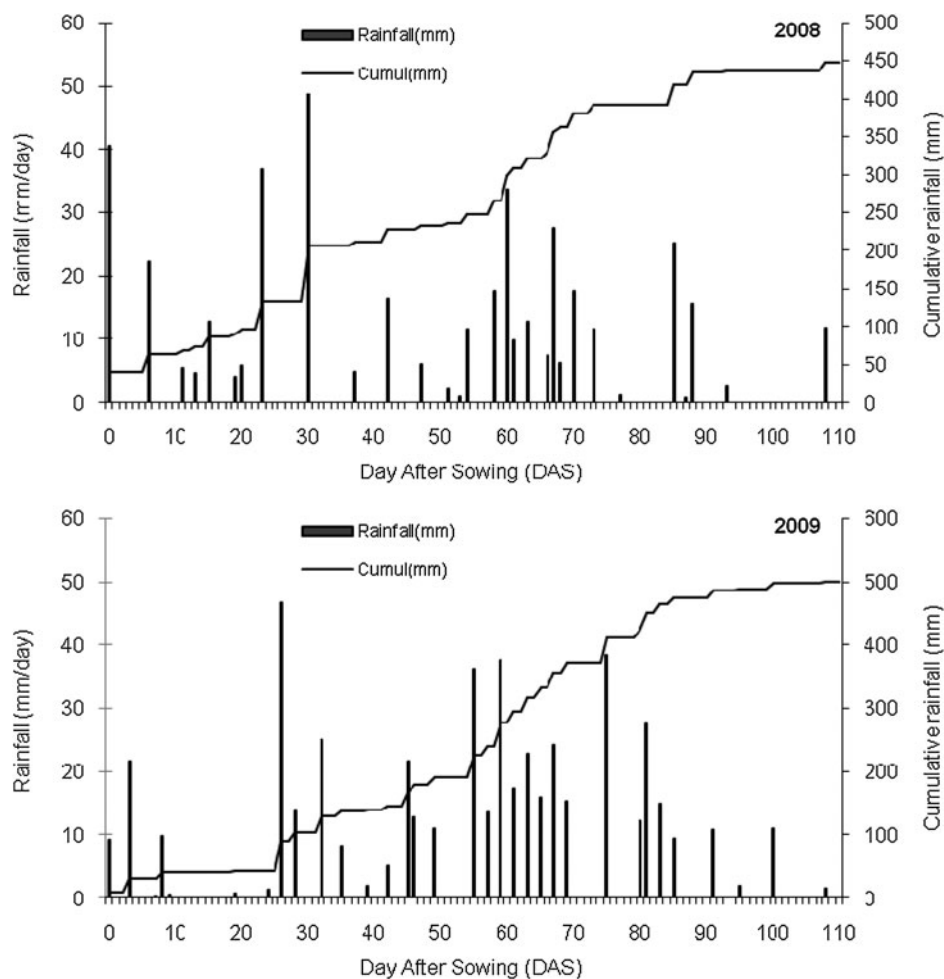 2008
Rainfall(mm)
Cumul(mm)
Rainfall (mm/day)
60
50
40
30
20
10
0
Cumulative rainfall (mm)
500
450
400
350
300
250
200
150
100
50
0
0 10 20 30 40 50 60 70 80 90 100 110
Day After Sowing (DAS)
2009
Rainfall(mm)
Cumul(mm)
Rainfall (mm/day)
60
50
40
30
20
10
0
Cumulative rainfall (mm)
600
500
400
300
200
100
0
0 10 20 30 40 50 60 70 80 90 100 110
Day After Sowing (DAS)